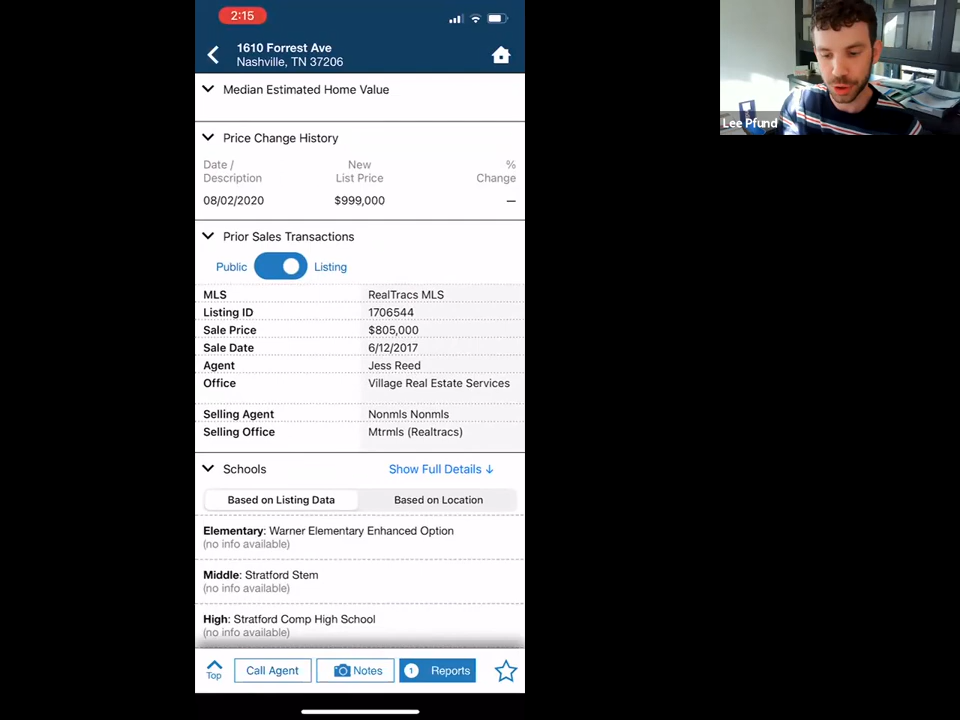 2:15
1610 Forrest Ave
Nashville, TN 37206
Median Estimated Home Value
Price Change History
Date / Description New List Price % Change
08/02/2020 $999,000 —
Prior Sales Transactions
Public Listing
MLS RealTracs MLS
Listing ID 1706544
Sale Price $805,000
Sale Date 6/12/2017
Agent Jess Reed
Office Village Real Estate Services
Selling Agent Nonmls Nonmls
Selling Office Mtrmls (Realtracs)
Schools Show Full Details ↓
Based on Listing Data Based on Location
Elementary: Warner Elementary Enhanced Option
(no info available)
Middle: Stratford Stem
(no info available)
High: Stratford Comp High School
(no info available)
Top Call Agent Notes 1 Reports
Lee Pfund